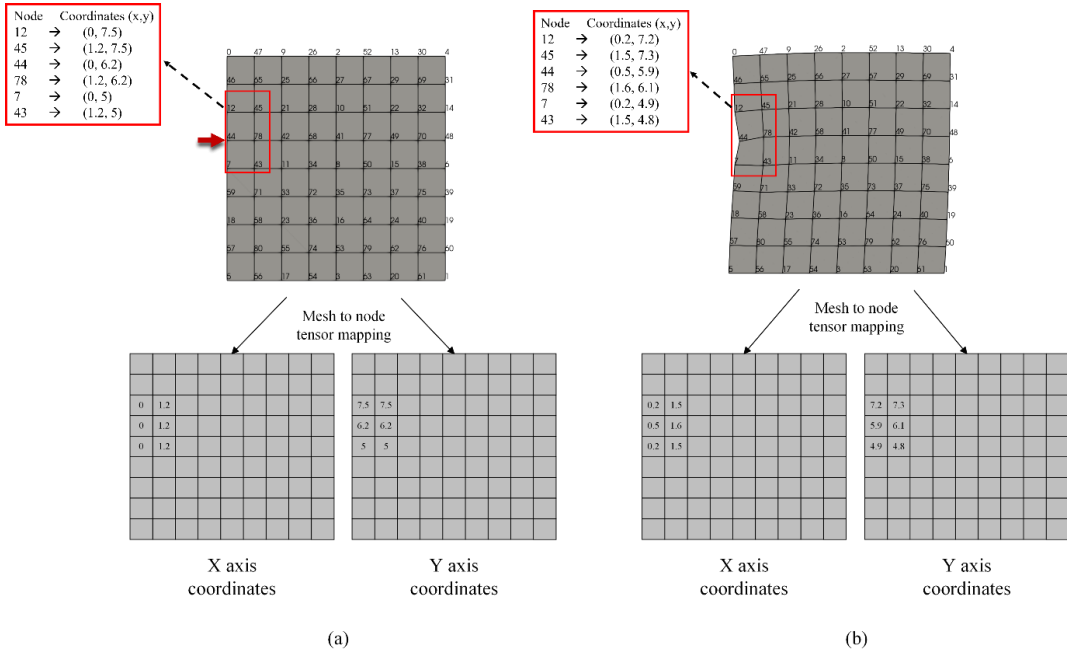 Node Coordinates (x,y)
12 → (0, 7.5)
45 → (1.2, 7.5)
44 → (0, 6.2)
78 → (1.2, 6.2)
7 → (0, 5)
43 → (1.2, 5)
0 47 9 26 2 52 13 30 4
46 65 25 66 27 67 29 69 31
12 45 21 28 10 51 22 32 14
44 78 42 68 41 77 49 70 48
7 43 11 34 8 50 15 38 6
59 71 33 72 35 73 37 75 39
18 58 23 36 16 64 24 40 19
57 80 55 74 53 79 62 76 60
5 56 17 54 3 63 20 61 1
Mesh to node
tensor mapping
0 1.2
0 1.2
0 1.2
X axis
coordinates
7.5 7.5
6.2 6.2
5 5
Y axis
coordinates
(a)
Node Coordinates (x,y)
12 → (0.2, 7.2)
45 → (1.5, 7.3)
44 → (0.5, 5.9)
78 → (1.6, 6.1)
7 → (0.2, 4.9)
43 → (1.5, 4.8)
0 47 9 26 2 52 13 30 4
46 65 25 66 27 67 29 69 31
12 45 21 28 10 51 22 32 14
44 78 42 68 41 77 49 70 48
7 43 11 34 8 50 15 38 6
59 71 33 72 35 73 37 75 39
18 58 23 36 16 64 24 40 19
57 80 55 74 53 79 62 76 60
5 56 17 54 3 63 20 61 1
Mesh to node
tensor mapping
0.2 1.5
0.5 1.6
0.2 1.5
X axis
coordinates
7.2 7.3
5.9 6.1
4.9 4.8
Y axis
coordinates
(b)